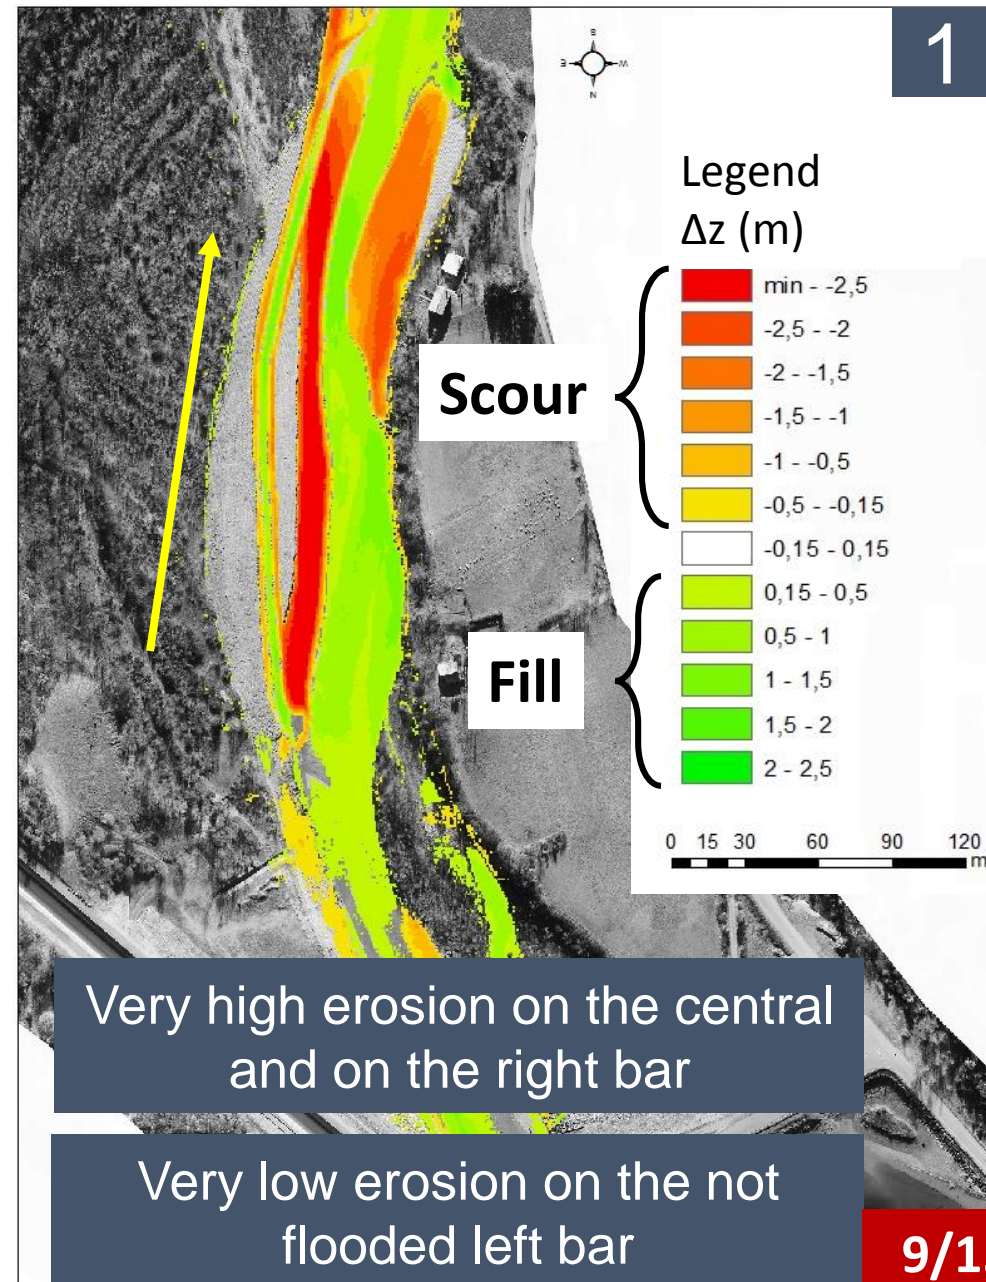 1
S
E W
N
Legend
Δz (m)
min - -2,5
-2,5 - -2
-2 - -1,5
-1,5 - -1
-1 - -0,5
-0,5 - -0,15
-0,15 - 0,15
0,15 - 0,5
0,5 - 1
1 - 1,5
1,5 - 2
2 - 2,5
Scour
Fill
0 15 30 60 90 120
m
Very high erosion on the central
and on the right bar
Very low erosion on the not
flooded left bar
9/1